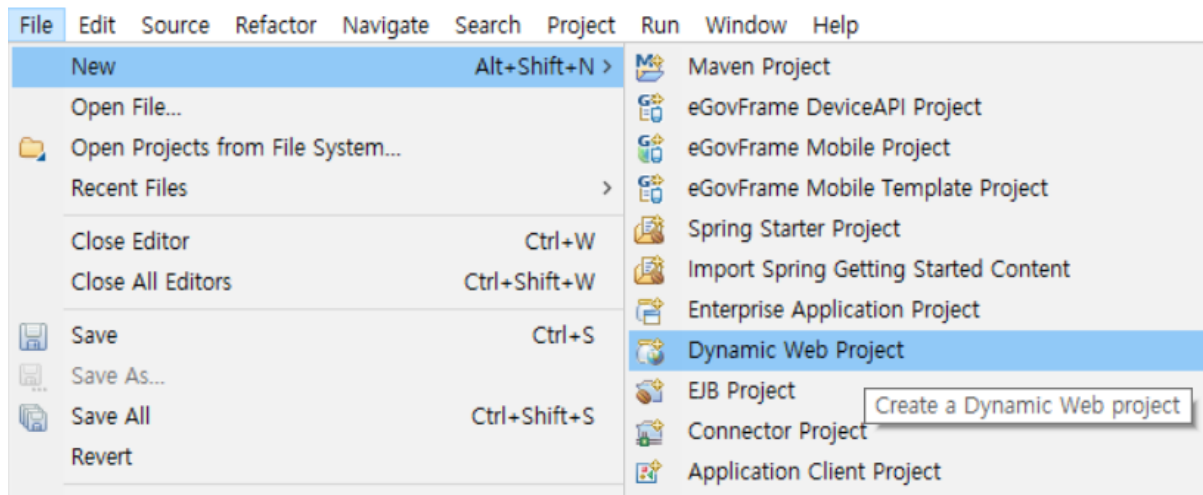 File Edit Source Refactor Navigate Search Project Run Window Help
New Alt+Shift+N >
Open File...
Open Projects from File System...
Recent Files >
Close Editor Ctrl+W
Close All Editors Ctrl+Shift+W
Save Ctrl+S
Save As...
Save All Ctrl+Shift+S
Revert
Maven Project
eGovFrame DeviceAPI Project
eGovFrame Mobile Project
eGovFrame Mobile Template Project
Spring Starter Project
Import Spring Getting Started Content
Enterprise Application Project
Dynamic Web Project
EJB Project
Create a Dynamic Web project
Connector Project
Application Client Project